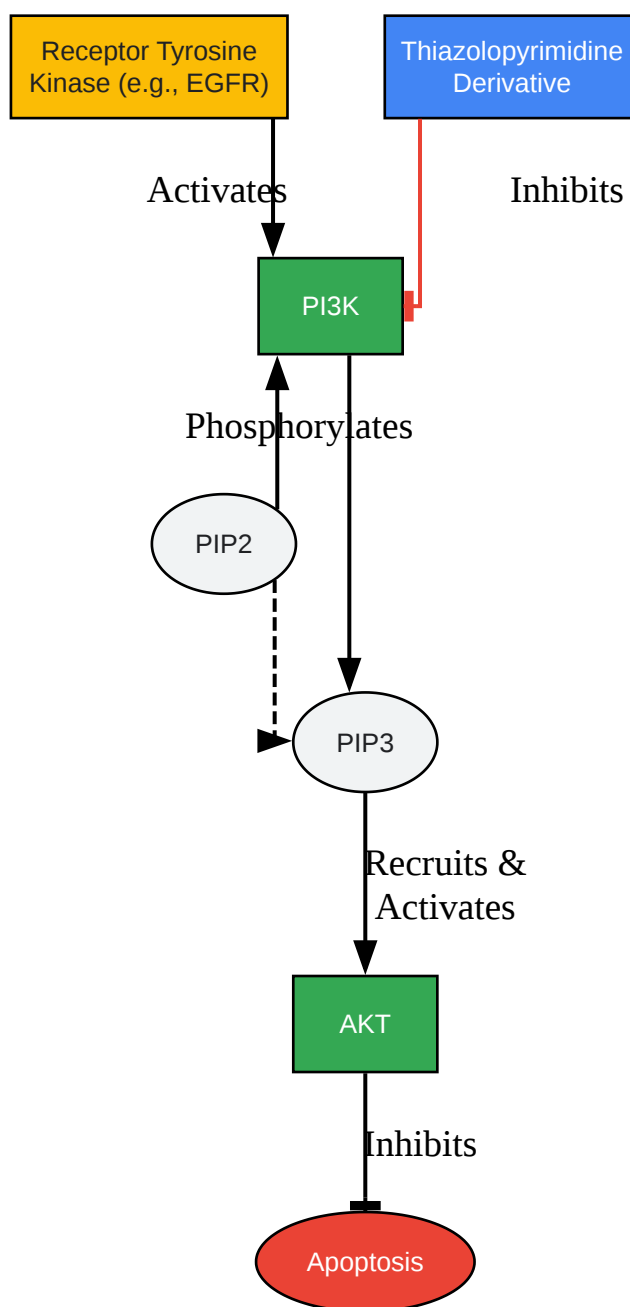 Receptor Tyrosine
Kinase (e.g., EGFR)
Thiazolopyrimidine
Derivative
Activates
Inhibits
PI3K
Phosphorylates
PIP2
PIP3
Recruits &
Activates
AKT
Inhibits
Apoptosis